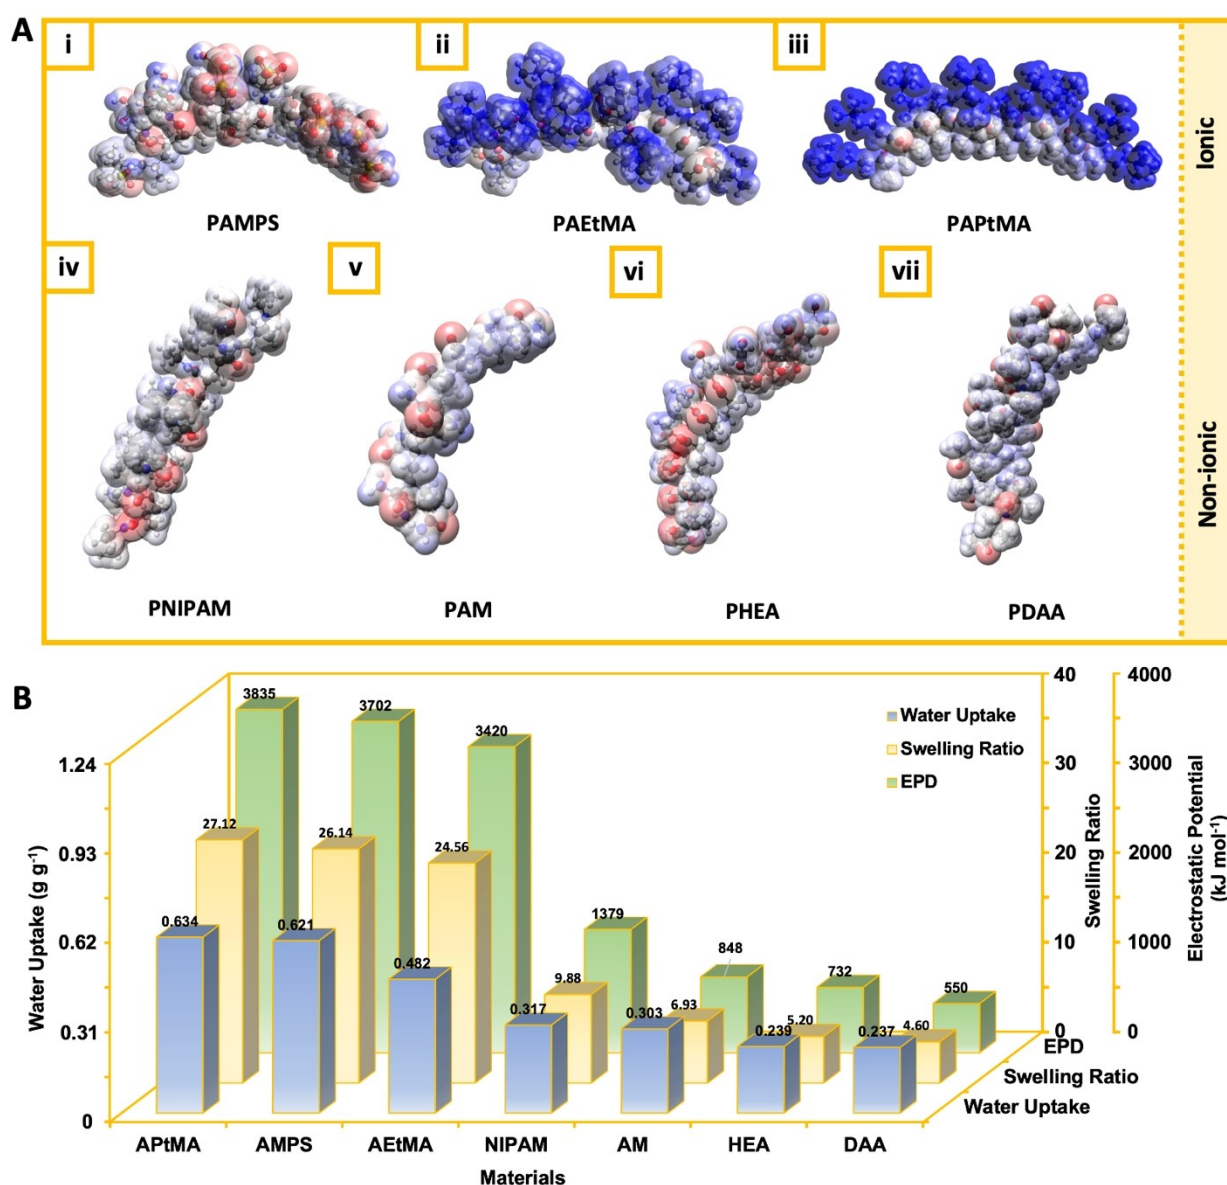 A
i
ii
iii
PAMPS
PAEtMA
PAPtMA
Ionic
iv
v
vi
vii
PNIPAM
PAM
PHEA
PDAA
Non-ionic
B
Water Uptake
Swelling Ratio
EPD
3835
3702
3420
1379
848
732
550
27.12
26.14
24.56
9.88
6.93
5.20
4.60
0.634
0.621
0.482
0.317
0.303
0.239
0.237
Water Uptake (g g⁻¹)
1.24
0.93
0.62
0.31
0
Swelling Ratio
40
30
20
10
0
Electrostatic Potential
(kJ mol⁻¹)
4000
3000
2000
1000
0
EPD
Swelling Ratio
Water Uptake
APtMA
AMPS
AEtMA
NIPAM
AM
HEA
DAA
Materials